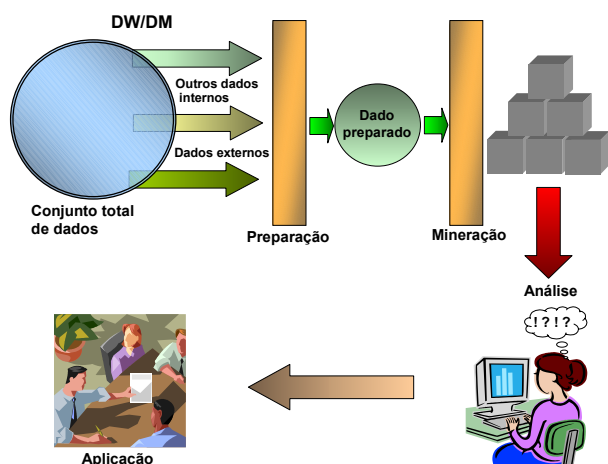 DW/DM
Outros dados
internos
Dados externos
Conjunto total
de dados
Preparação
Dado
preparado
Mineração
Análise
!?!?
Aplicação